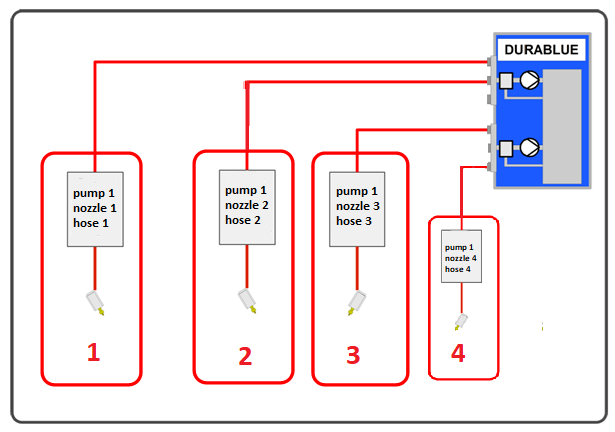 DURABLUE
pump 1
nozzle 1
hose 1
pump 1
nozzle 2
hose 2
pump 1
nozzle 3
hose 3
pump 1
nozzle 4
hose 4
1
2
3
4